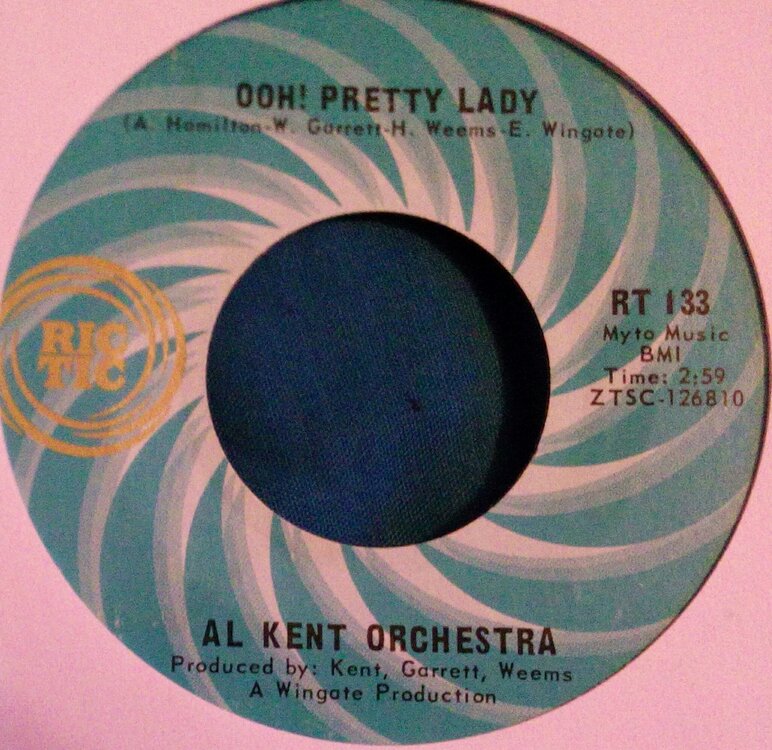 OOH! PRETTY LADY
(A. Hamilton-W. Garrett-H. Weems-E. Wingate)
RIC
TIC
RT 133
Myto Music
BMI
Time: 2:59
ZTSC-126810
AL KENT ORCHESTRA
Produced by: Kent, Garrett, Weems
A Wingate Production